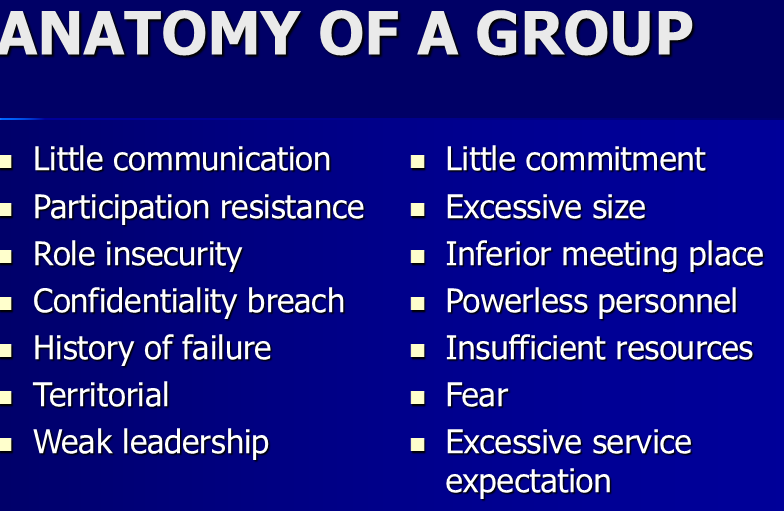 ANATOMY OF A GROUP
Little communication
Participation resistance
Role insecurity
Confidentiality breach
History of failure
Territorial
Weak leadership
Little commitment
Excessive size
Inferior meeting place
Powerless personnel
Insufficient resources
Fear
Excessive service
expectation